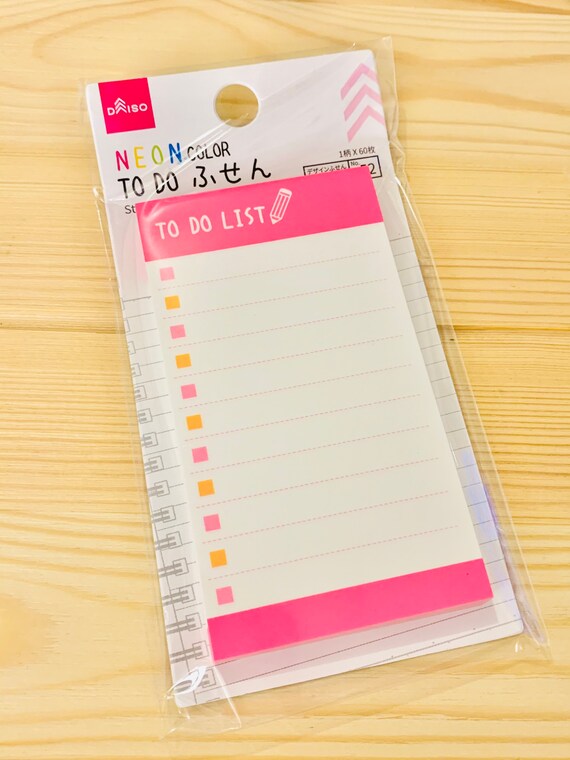 DAISO
NEON COLOR
TO DO ふせん
1柄 X 60枚
デザインふせん No.
TO DO LIST